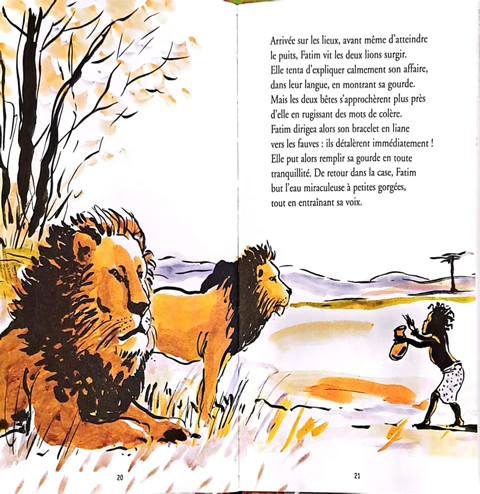 Arrivée sur les lieux, avant même d'atteindre
le puits, Fatim vit les deux lions surgir.
Elle tenta d'expliquer calmement son affaire,
dans leur langue, en montrant sa gourde.
Mais les deux bêtes s'approchèrent plus près
d'elle en rugissant des mots de colère.
Fatim dirigea alors son bracelet en liane
vers les fauves : ils détalèrent immédiatement !
Elle put alors remplir sa gourde en toute
tranquillité. De retour dans la case, Fatim
but l'eau miraculeuse à petites gorgées,
tout en entraînant sa voix.
20
21